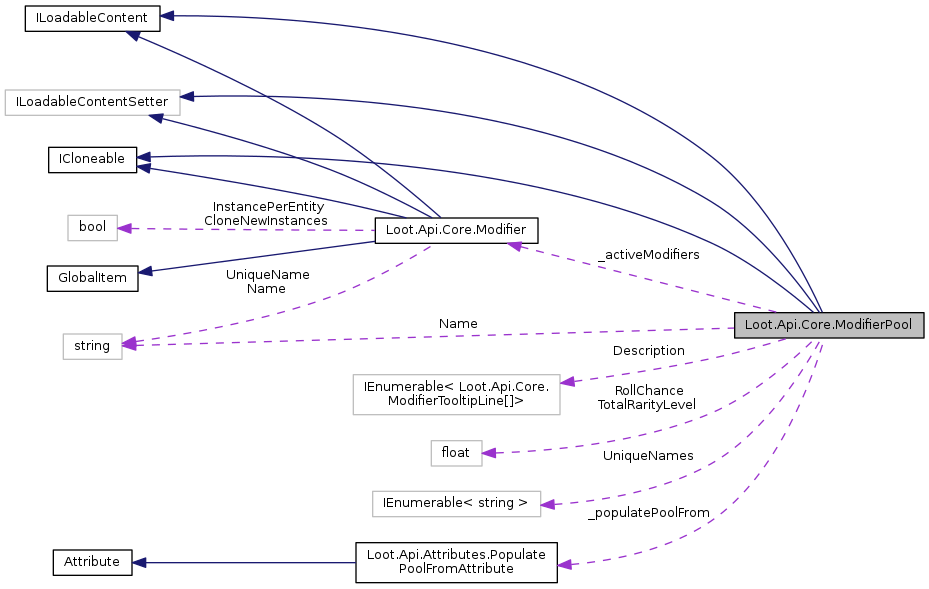 ILoadableContent
ILoadableContentSetter
ICloneable
InstancePerEntity
CloneNewInstances
bool
Loot.Api.Core.Modifier
_activeModifiers
GlobalItem
UniqueName
Name
string
Name
Loot.Api.Core.ModifierPool
Description
IEnumerable< Loot.Api.Core.
ModifierTooltipLine[]>
RollChance
TotalRarityLevel
float
UniqueNames
IEnumerable< string >
_populatePoolFrom
Attribute
Loot.Api.Attributes.Populate
PoolFromAttribute